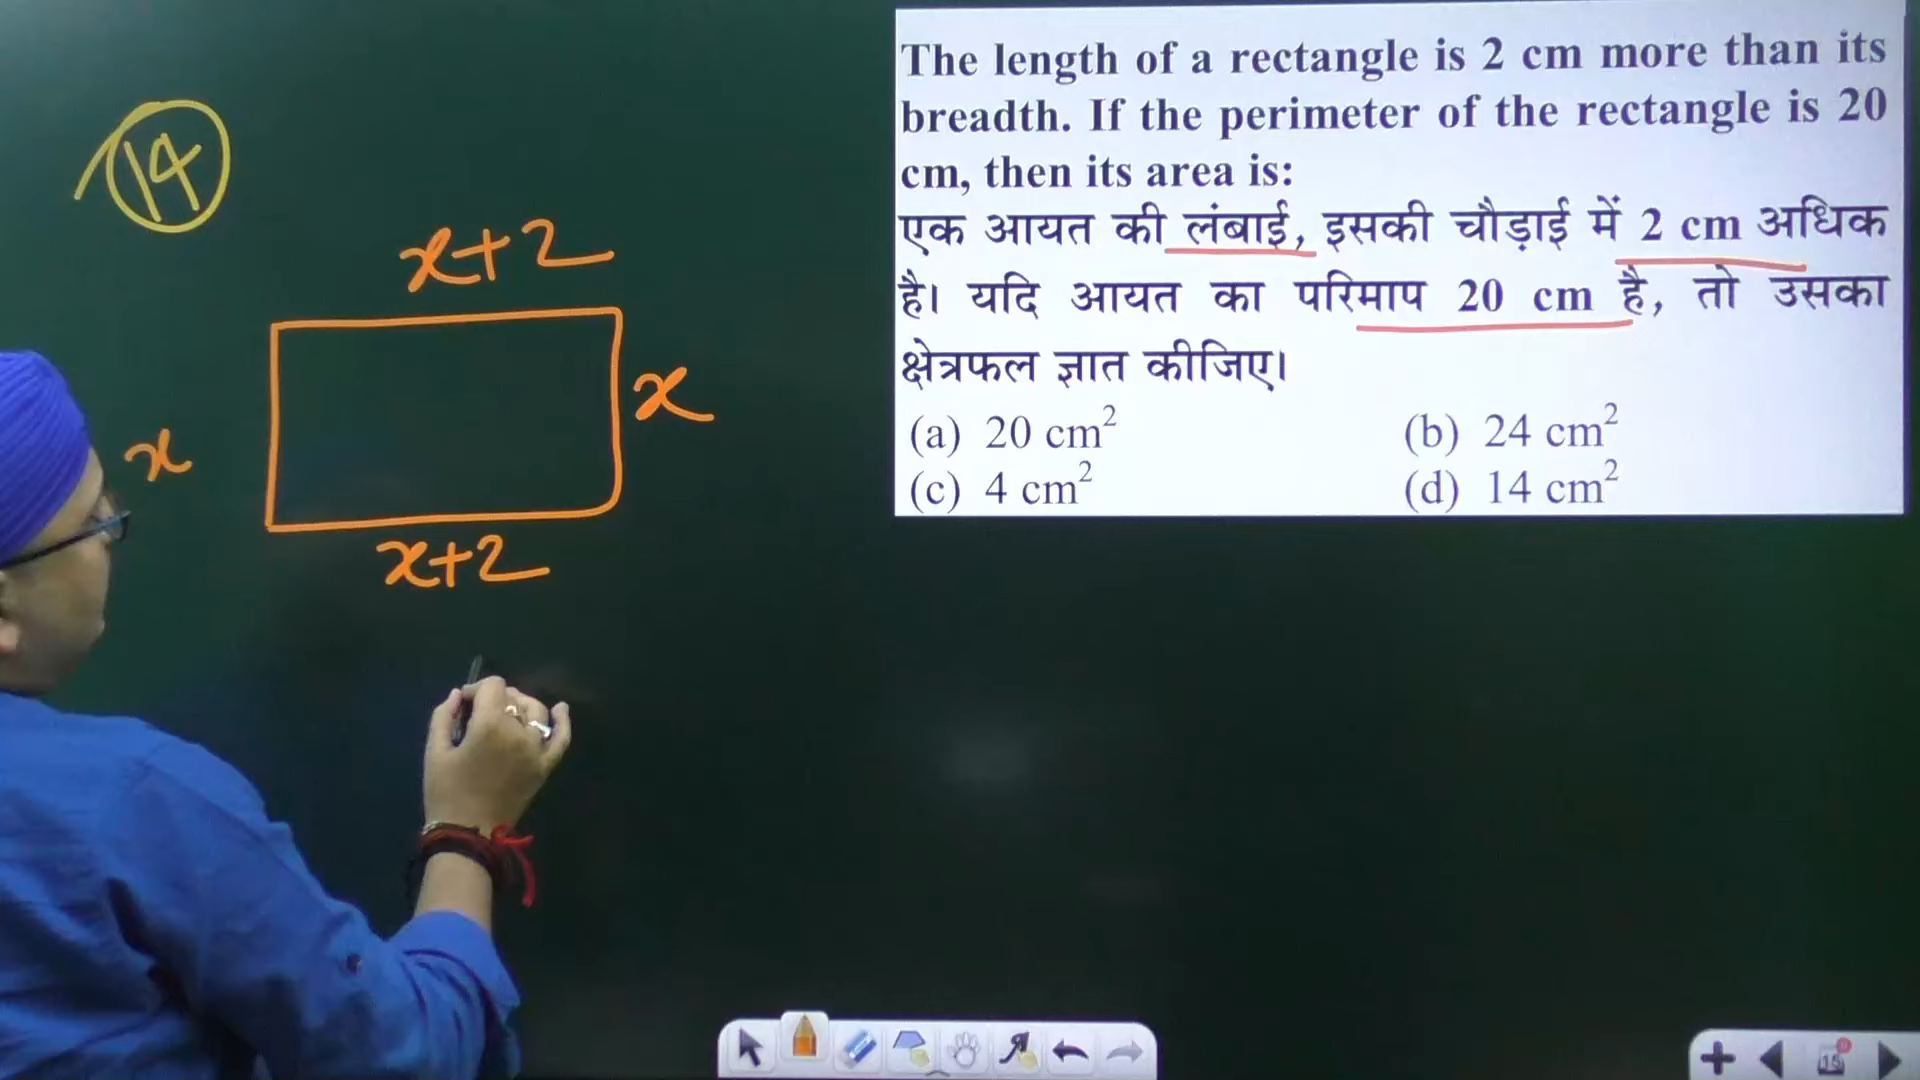 14
x+2
x
x
x+2
The length of a rectangle is 2 cm more than its
breadth. If the perimeter of the rectangle is 20
cm, then its area is:
एक आयत की लंबाई, इसकी चौड़ाई में 2 cm अधिक
है। यदि आयत का परिमाप 20 cm है, तो उसका
क्षेत्रफल ज्ञात कीजिए।
(a) 20 cm² (b) 24 cm²
(c) 4 cm² (d) 14 cm²
15